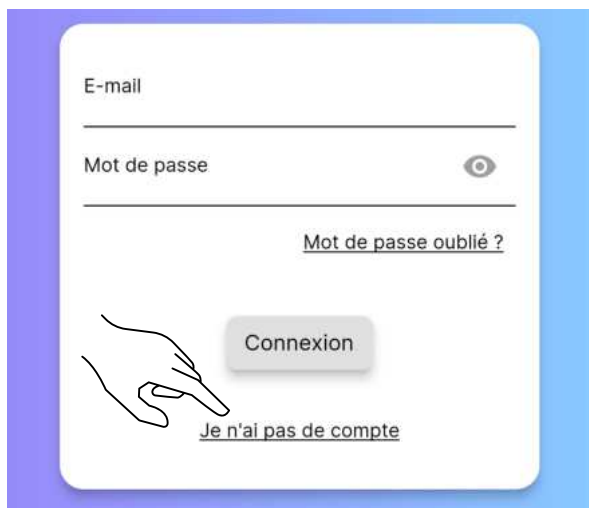 E-mail
Mot de passe
Mot de passe oublié ?
Connexion
Je n'ai pas de compte